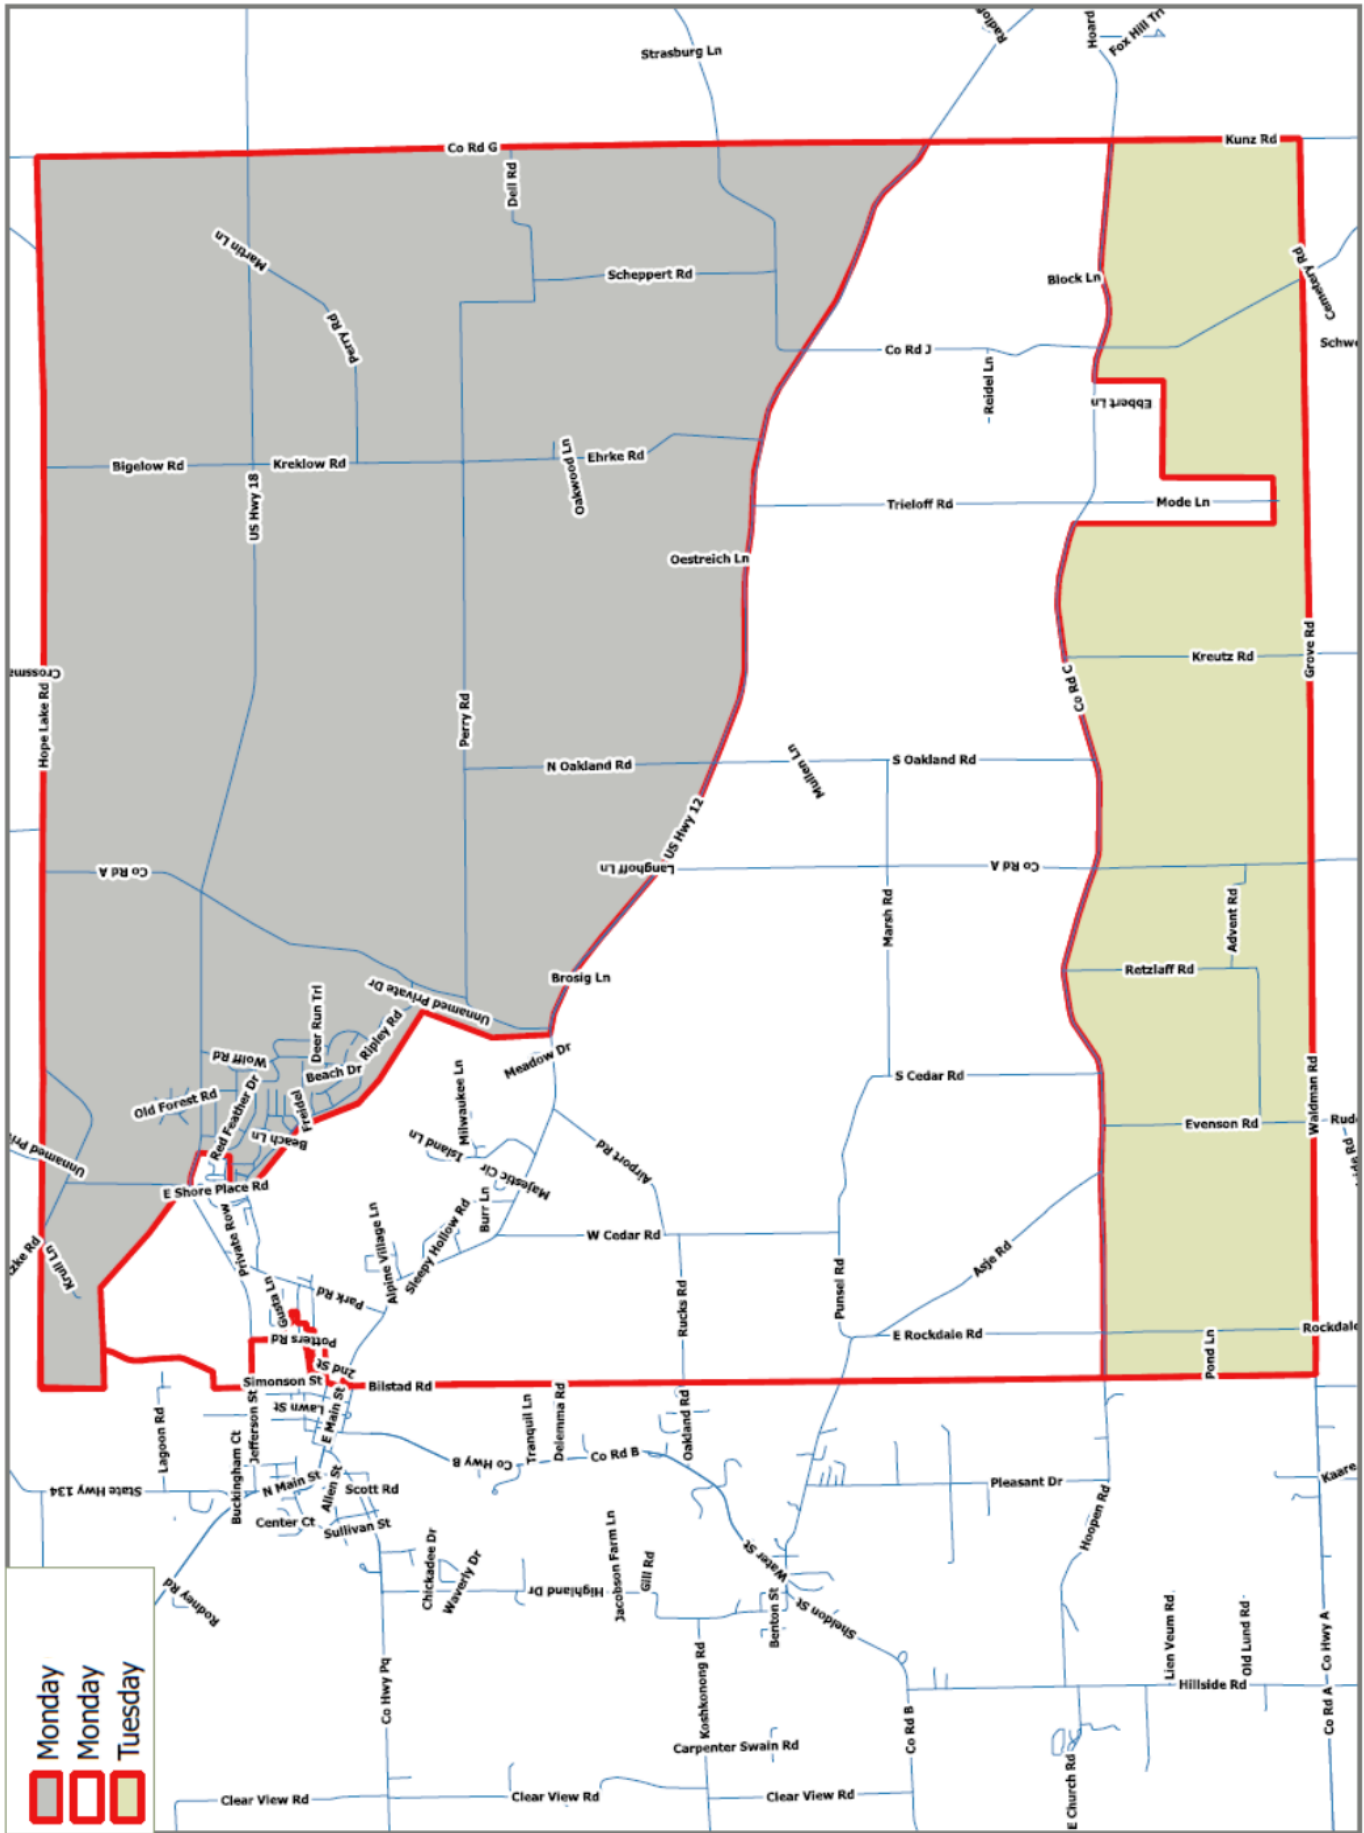 Strasburg Ln
Hoard
Fox Hill Trl
Co Rd G
Kunz Rd
Dell Rd
Martin Ln
Scheppert Rd
Block Ln
Cemetery Rd
Perry Rd
Co Rd J
Reidel Ln
Schw
Ebbert Ln
Bigelow Rd
Kreklow Rd
Oakwood Ln
Ehrke Rd
US Hwy 18
Trieloff Rd
Mode Ln
Oestreich Ln
Crossma
Hope Lake Rd
Perry Rd
Co Rd C
Kreutz Rd
Grove Rd
N Oakland Rd
Mullen Ln
S Oakland Rd
US Hwy 12
Co Rd A
Langhoff Ln
Co Rd A
Marsh Rd
Advent Rd
Retzlaff Rd
Brosig Ln
Unnamed Private Dr
Deer Run Trl
Ripley Rd
Wolff Rd
Beach Dr
Meadow Dr
S Cedar Rd
Old Forest Rd
Red Feather Dr
Freidel
Beach Ln
Milwaukee Ln
Island Ln
Airport Rd
Waldman Rd
Evenson Rd
Rud
Unnamed Pri
E Shore Place Rd
Majestic Cir
Burr Ln
Private Row
Alpine Village Ln
Sleepy Hollow Rd
W Cedar Rd
zke Rd
Krull Ln
Gusta Ln
Park Rd
Rucks Rd
Punsel Rd
Asje Rd
Potters Rd
E Rockdale Rd
Rockdale
Pond Ln
2nd St
Simonson St
Bilstad Rd
Lawn St
Jefferson St
E Main St
Lagoon Rd
Tranquil Ln
Delemma Rd
Oakland Rd
Buckingham Ct
Co Hwy B
Co Rd B
State Hwy 134
N Main St
Allen St
Scott Rd
Pleasant Dr
Kaare
Center Ct
Sullivan St
Hoopen Rd
Chickadee Dr
Waverly Dr
Highland Dr
Jacobson Farm Ln
Gill Rd
Water St
Benton St
Sheldon St
Rodney Rd
Lien Veum Rd
Old Lund Rd
Co Hwy A
Co Hwy Pq
Koshkonong Rd
Hillside Rd
Co Rd A
Co Rd B
Carpenter Swain Rd
E Church Rd
Clear View Rd
Clear View Rd
Clear View Rd
Monday
Monday
Tuesday